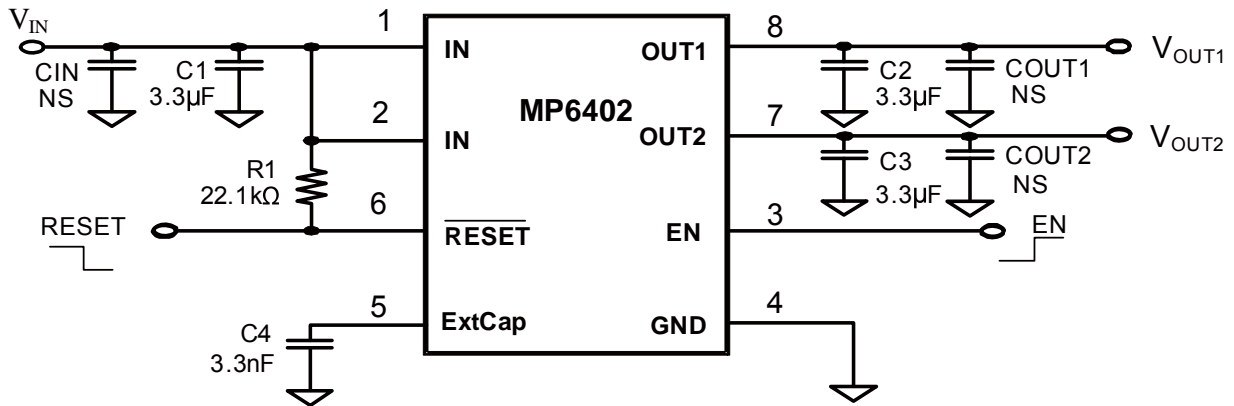 VIN
1
8
IN
OUT1
VOUT1
CIN
NS
C1
3.3µF
C2
3.3µF
COUT1
NS
MP6402
2
7
IN
OUT2
VOUT2
R1
22.1kΩ
C3
3.3µF
COUT2
NS
6
3
RESET
RESET
EN
EN
5
4
ExtCap
GND
C4
3.3nF